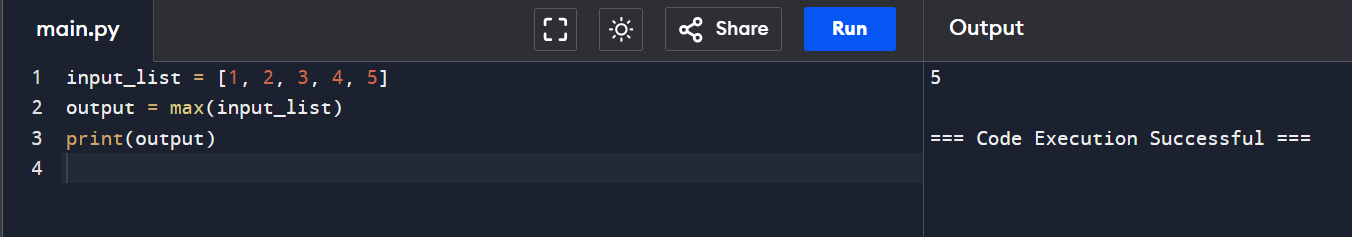 main.py
Share
Run
Output
1 input_list = [1, 2, 3, 4, 5]
2 output = max(input_list)
3 print(output)
4
5
=== Code Execution Successful ===